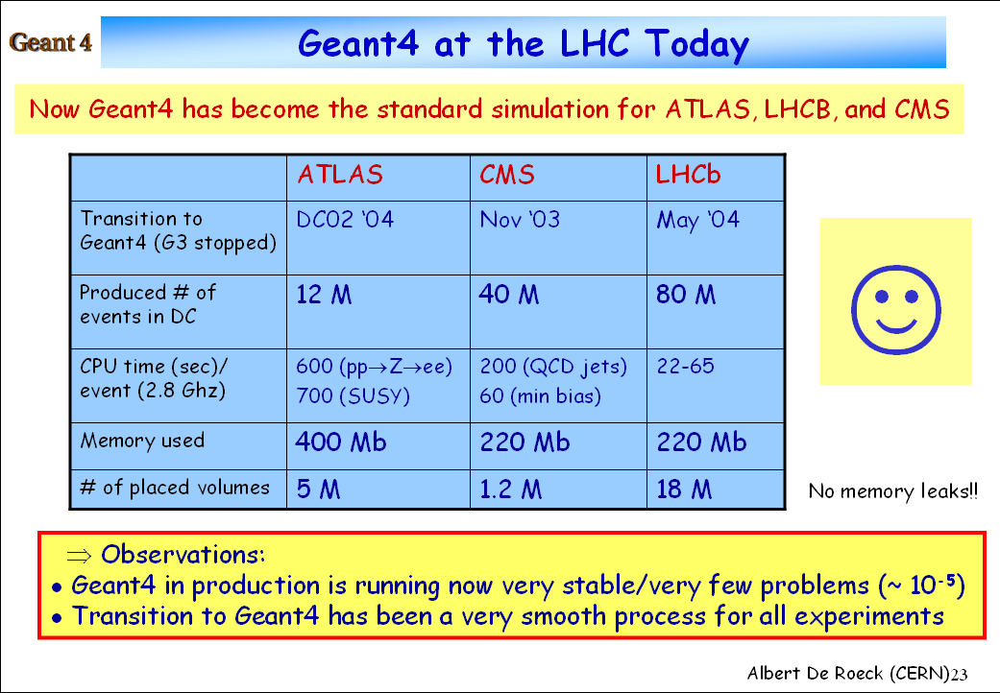 Geant 4
Geant4 at the LHC Today
Now Geant4 has become the standard simulation for ATLAS, LHCB, and CMS
ATLAS CMS LHCb
Transition to
Geant4 (G3 stopped) DC02 ‘04 Nov ‘03 May ‘04
Produced # of
events in DC 12 M 40 M 80 M
CPU time (sec)/ 600 (pp→Z→ee) 200 (QCD jets) 22-65
event (2.8 Ghz) 700 (SUSY) 60 (min bias)
Memory used 400 Mb 220 Mb 220 Mb
# of placed volumes 5 M 1.2 M 18 M
No memory leaks!!
⇒ Observations:
• Geant4 in production is running now very stable/very few problems (~ 10⁻⁵)
• Transition to Geant4 has been a very smooth process for all experiments
Albert De Roeck (CERN)23